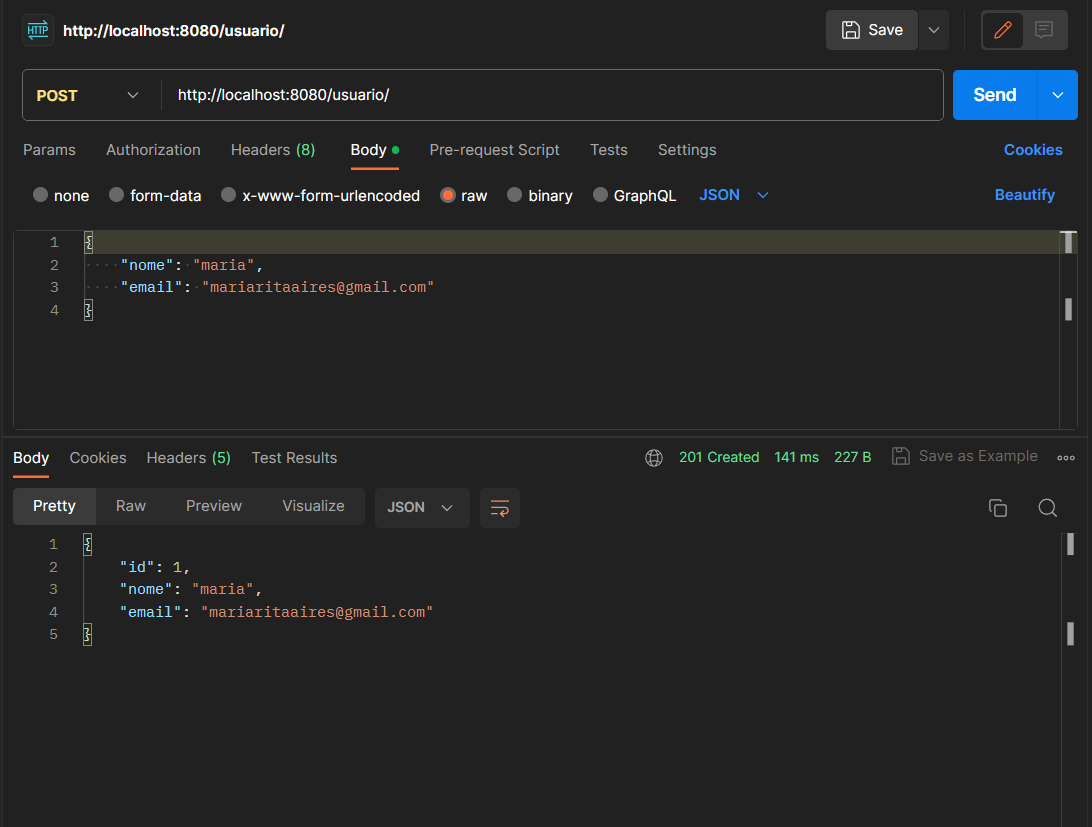 HTTP http://localhost:8080/usuario/ Save
POST http://localhost:8080/usuario/ Send
Params Authorization Headers (8) Body Pre-request Script Tests Settings Cookies
none form-data x-www-form-urlencoded raw binary GraphQL JSON Beautify
1 {
2 ····"nome":·"maria",
3 ····"email":·"mariaritaaires@gmail.com"
4 }
Body Cookies Headers (5) Test Results 201 Created 141 ms 227 B Save as Example
Pretty Raw Preview Visualize JSON
1 {
2 "id": 1,
3 "nome": "maria",
4 "email": "mariaritaaires@gmail.com"
5 }